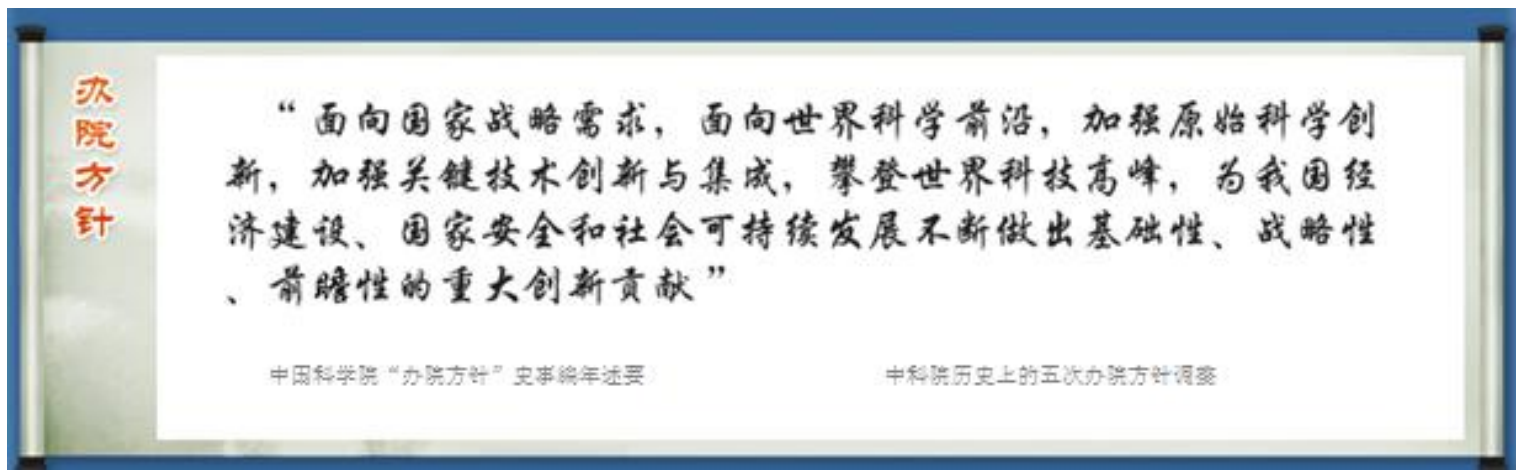 办院方针
“面向国家战略需求，面向世界科学前沿，加强原始科学创
新，加强关键技术创新与集成，攀登世界科技高峰，为我国经
济建设、国家安全和社会可持续发展不断做出基础性、战略性
、前瞻性的重大创新贡献”
中国科学院“办院方针”史事编年述要
中科院历史上的五次办院方针调整